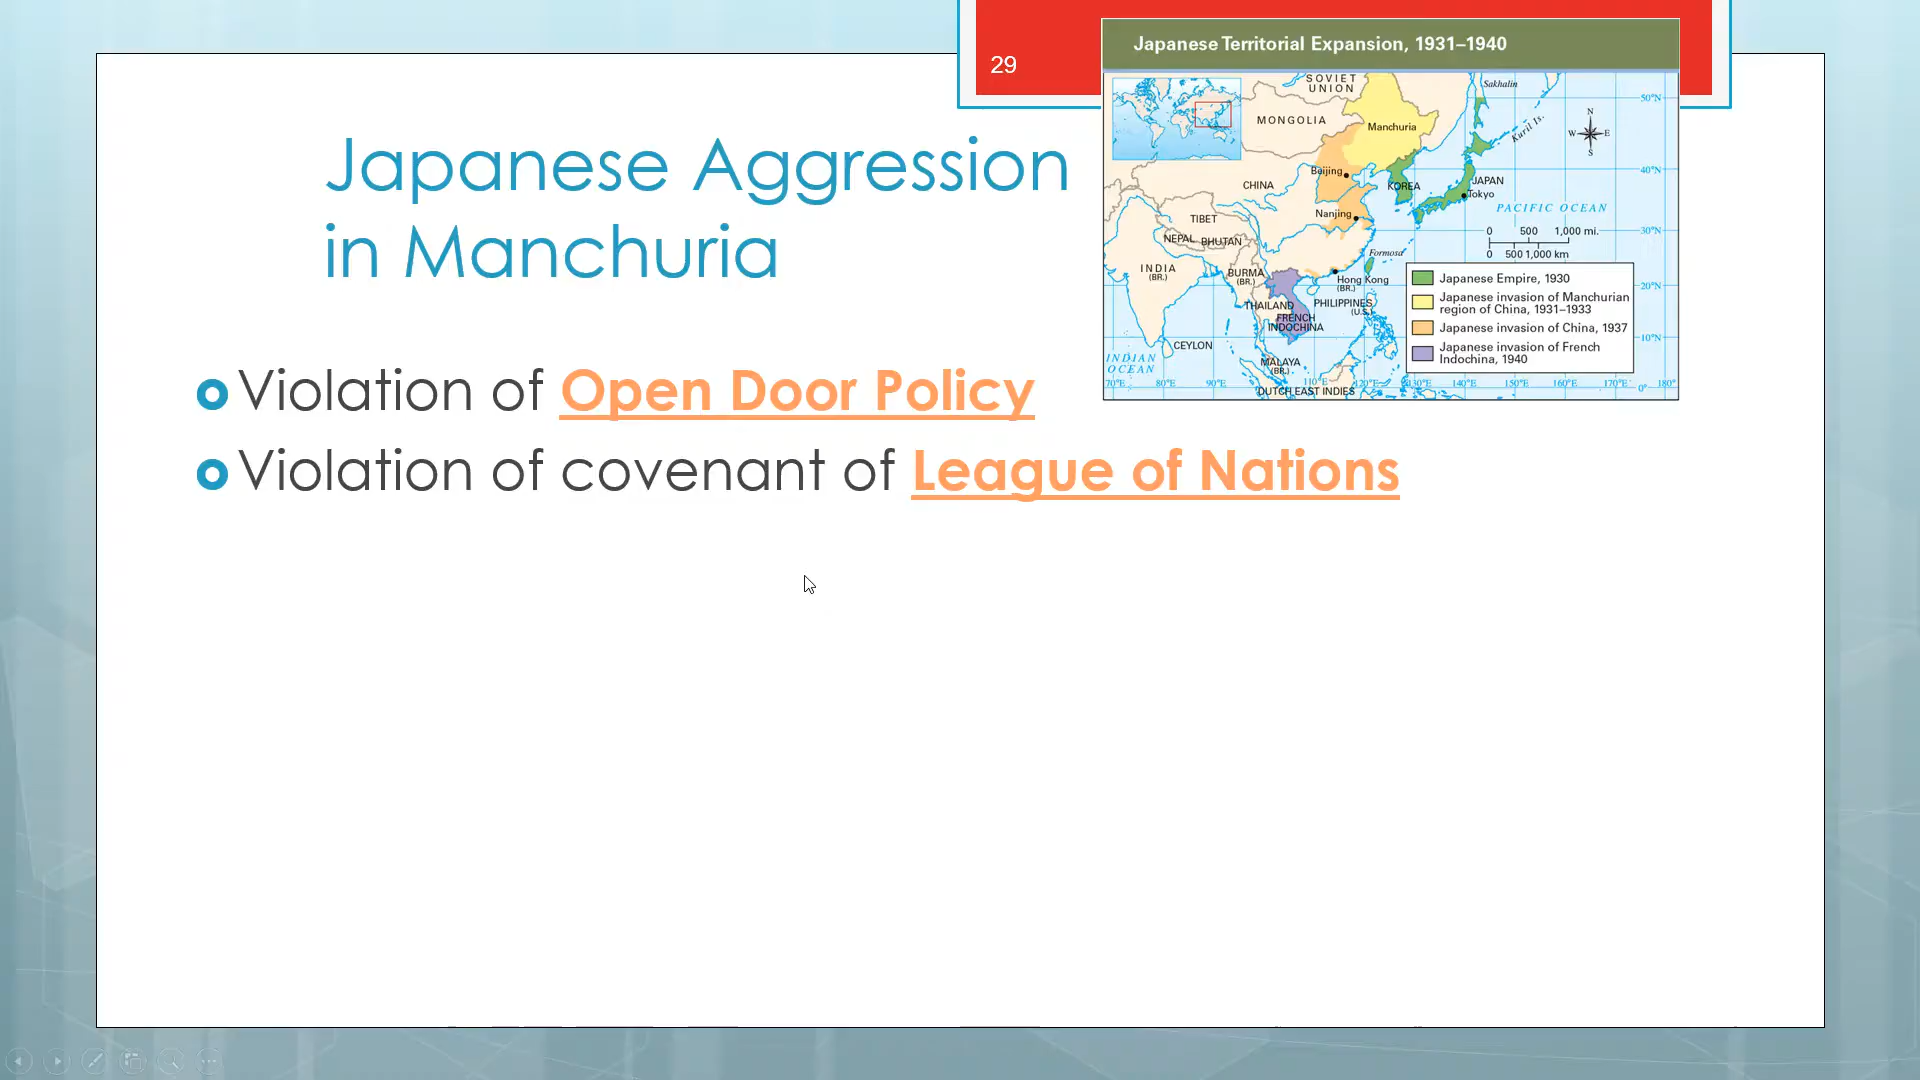 29
Japanese Aggression
in Manchuria
Violation of Open Door Policy
Violation of covenant of League of Nations
Japanese Territorial Expansion, 1931–1940
SOVIET
UNION
Sakhalin
50°N
MONGOLIA
Manchuria
Kuril Is.
N
W E
S
Beijing
40°N
CHINA
KOREA
JAPAN
Tokyo
Nanjing
PACIFIC OCEAN
TIBET
0 500 1,000 mi.
30°N
NEPAL BHUTAN
0 500 1,000 km
Formosa
INDIA
(BR.)
BURMA
(BR.)
Hong Kong
(BR.)
20°N
THAILAND
PHILIPPINES
(U.S.)
FRENCH
INDOCHINA
10°N
CEYLON
INDIAN
OCEAN
MALAYA
(BR.)
DUTCH EAST INDIES
70°E 80°E 90°E 110°E 120°E 130°E 140°E 150°E 160°E 170°E 180° 0°
Japanese Empire, 1930
Japanese invasion of Manchurian
region of China, 1931–1933
Japanese invasion of China, 1937
Japanese invasion of French
Indochina, 1940